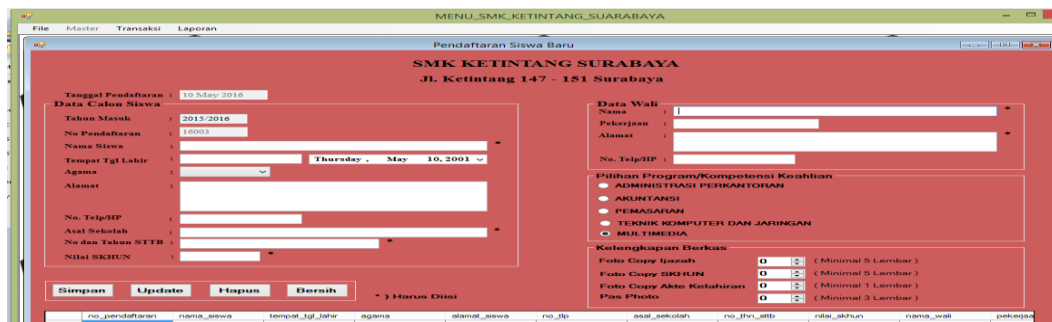 MENU_SMK_KETINTANG_SUARABAYA
File Master Transaksi Laporan
Pendaftaran Siswa Baru
SMK KETINTANG SURABAYA
Jl. Ketintang 147 - 151 Surabaya
Tanggal Pendaftaran : 10 May 2016
Data Calon Siswa
Tahun Masuk : 2015/2016
No Pendaftaran : 16003
Nama Siswa : *
Tempat Tgl Lahir : Thursday , May 10, 2001
Agama :
Alamat :
No. Telp/HP :
Asal Sekolah : *
No dan Tahun STTB : *
Nilai SKHUN : *
Data Wali
Nama : *
Pekerjaan :
Alamat : *
No. Telp/HP :
Pilihan Program/Kompetensi Keahlian
ADMINISTRASI PERKANTORAN
AKUNTANSI
PEMASARAN
TEKNIK KOMPUTER DAN JARINGAN
MULTIMEDIA
Kelengkapan Berkas
Foto Copy Ijazah 0 ( Minimal 5 Lembar )
Foto Copy SKHUN 0 ( Minimal 5 Lembar )
Foto Copy Akte Kelahiran 0 ( Minimal 1 Lembar )
Pas Photo 0 ( Minimal 3 Lembar )
Simpan Update Hapus Bersih * ) Harus Diisi
no_pendaftaran nama_siswa tempat_tgl_lahir agama alamat_siswa no_tlp asal_sekolah no_thn_sttb nilai_skhun nama_wali pekerjaa